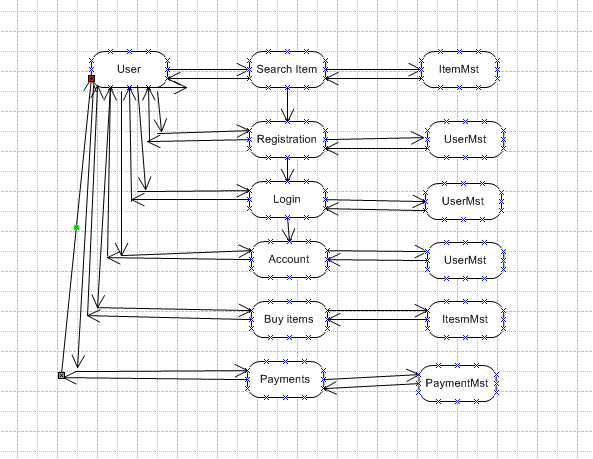 User
Search Item
ItemMst
Registration
UserMst
Login
UserMst
Account
UserMst
Buy items
ItesmMst
Payments
PaymentMst